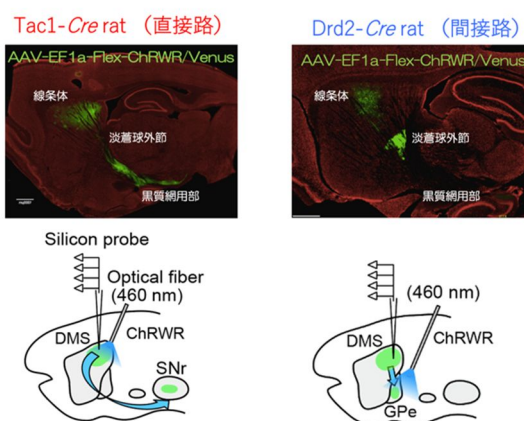 Tac1-Cre rat （直接路）
AAV-EF1a-Flex-ChRWR/Venus
線条体
淡蒼球外節
黒質網用部
Silicon probe
Optical fiber
(460 nm)
DMS
ChRWR
SNr
Drd2-Cre rat （間接路）
AAV-EF1a-Flex-ChRWR/Venus
線条体
淡蒼球外節
黒質網用部
(460 nm)
DMS
ChRWR
GPe